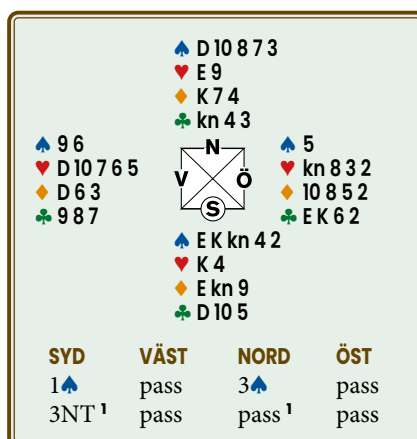 ♠ D 10 8 7 3
♥ E 9
♦ K 7 4
♣ kn 4 3
♠ 9 6
♥ D 10 7 6 5
♦ D 6 3
♣ 9 8 7
N
V Ö
S
♠ 5
♥ kn 8 3 2
♦ 10 8 5 2
♣ E K 6 2
♠ E K kn 4 2
♥ K 4
♦ E kn 9
♣ D 10 5
SYD VÄST NORD ÖST
1♠ pass 3♠ pass
3NT ¹ pass pass ¹ pass